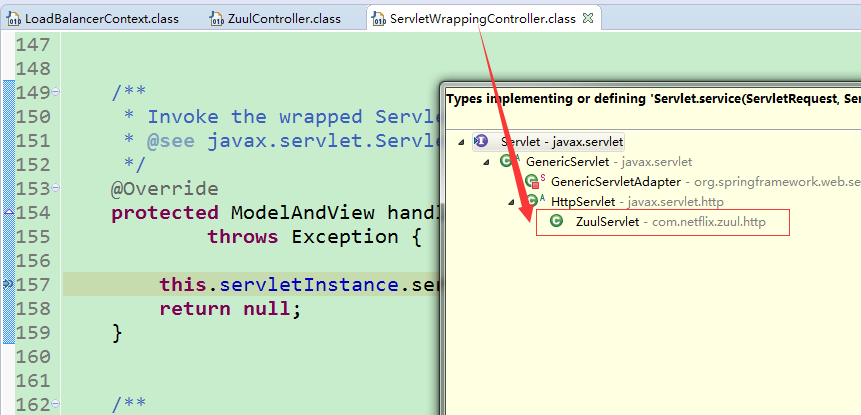 LoadBalancerContext.class ZuulController.class ServletWrappingController.class
147
148
149 /**
150 * Invoke the wrapped Servl
151 * @see javax.servlet.Serv
152 */
153 @Override
154 protected ModelAndView handl
155 throws Exception {
156
157 this.servletInstance.ser
158 return null;
159 }
160
161
162 /**
Types implementing or defining 'Servlet.service(ServletRequest, Ser
Servlet - javax.servlet
GenericServlet - javax.servlet
GenericServletAdapter - org.springframework.web.se
HttpServlet - javax.servlet.http
ZuulServlet - com.netflix.zuul.http